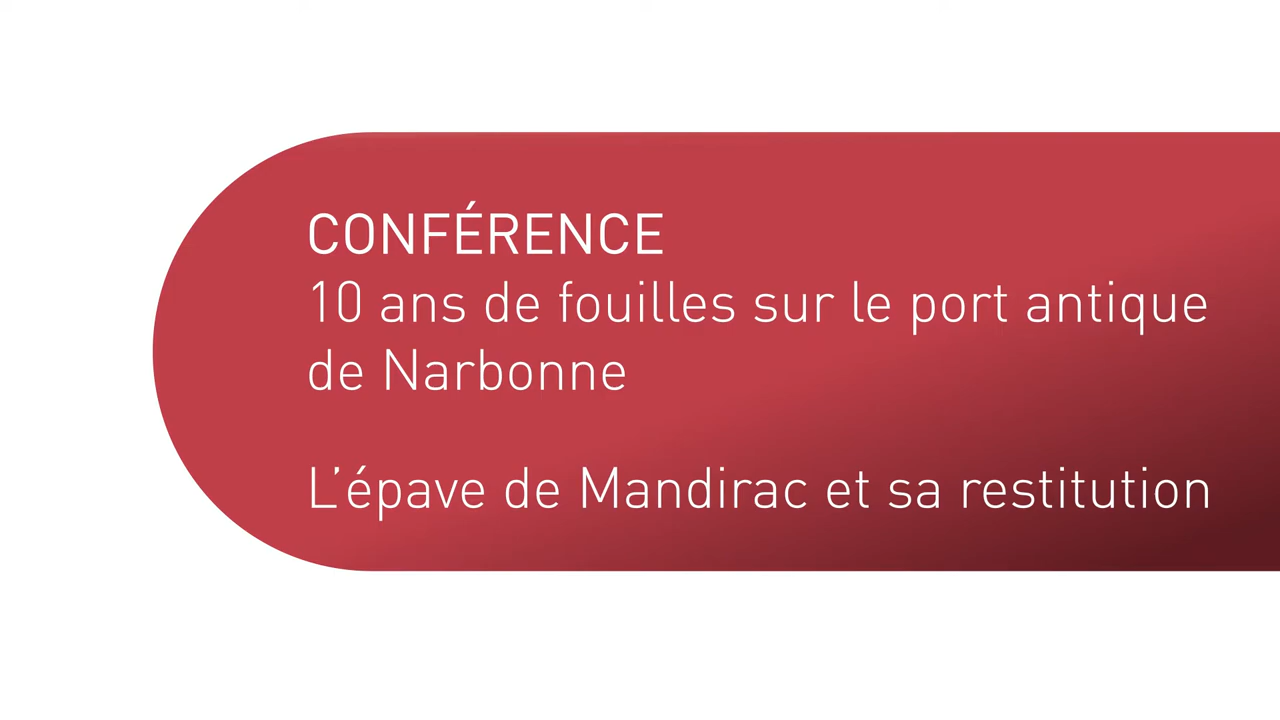 CONFÉRENCE
10 ans de fouilles sur le port antique
de Narbonne
L’épave de Mandirac et sa restitution